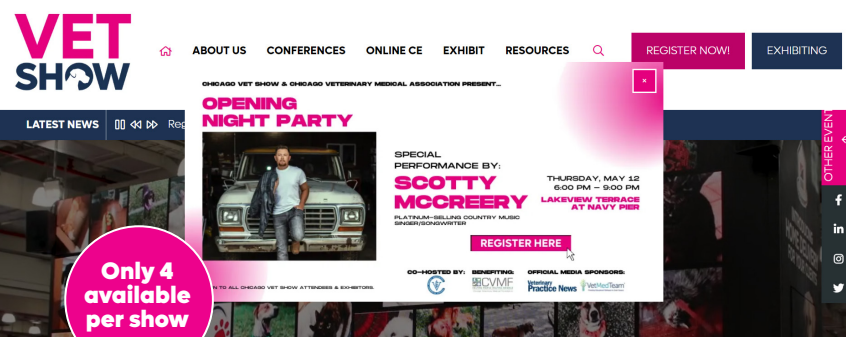 VET
SHOW
ABOUT US CONFERENCES ONLINE CE EXHIBIT RESOURCES REGISTER NOW! EXHIBITING
LATEST NEWS
CHICAGO VET SHOW & CHICAGO VETERINARY MEDICAL ASSOCIATION PRESENT...
×
OPENING
NIGHT PARTY
SPECIAL
PERFORMANCE BY:
SCOTTY
MCCREERY
PLATINUM-SELLING COUNTRY MUSIC
SINGER/SONGWRITER
THURSDAY, MAY 12
6:00 PM – 9:00 PM
LAKEVIEW TERRACE
AT NAVY PIER
REGISTER HERE
CO-HOSTED BY: BENEFITING: OFFICIAL MEDIA SPONSORS:
CVMF Veterinary
Practice News VetMedTeam
TO ALL CHICAGO VET SHOW ATTENDEES & EXHIBITORS.
Only 4
available
per show
OTHER EVENT
f
in